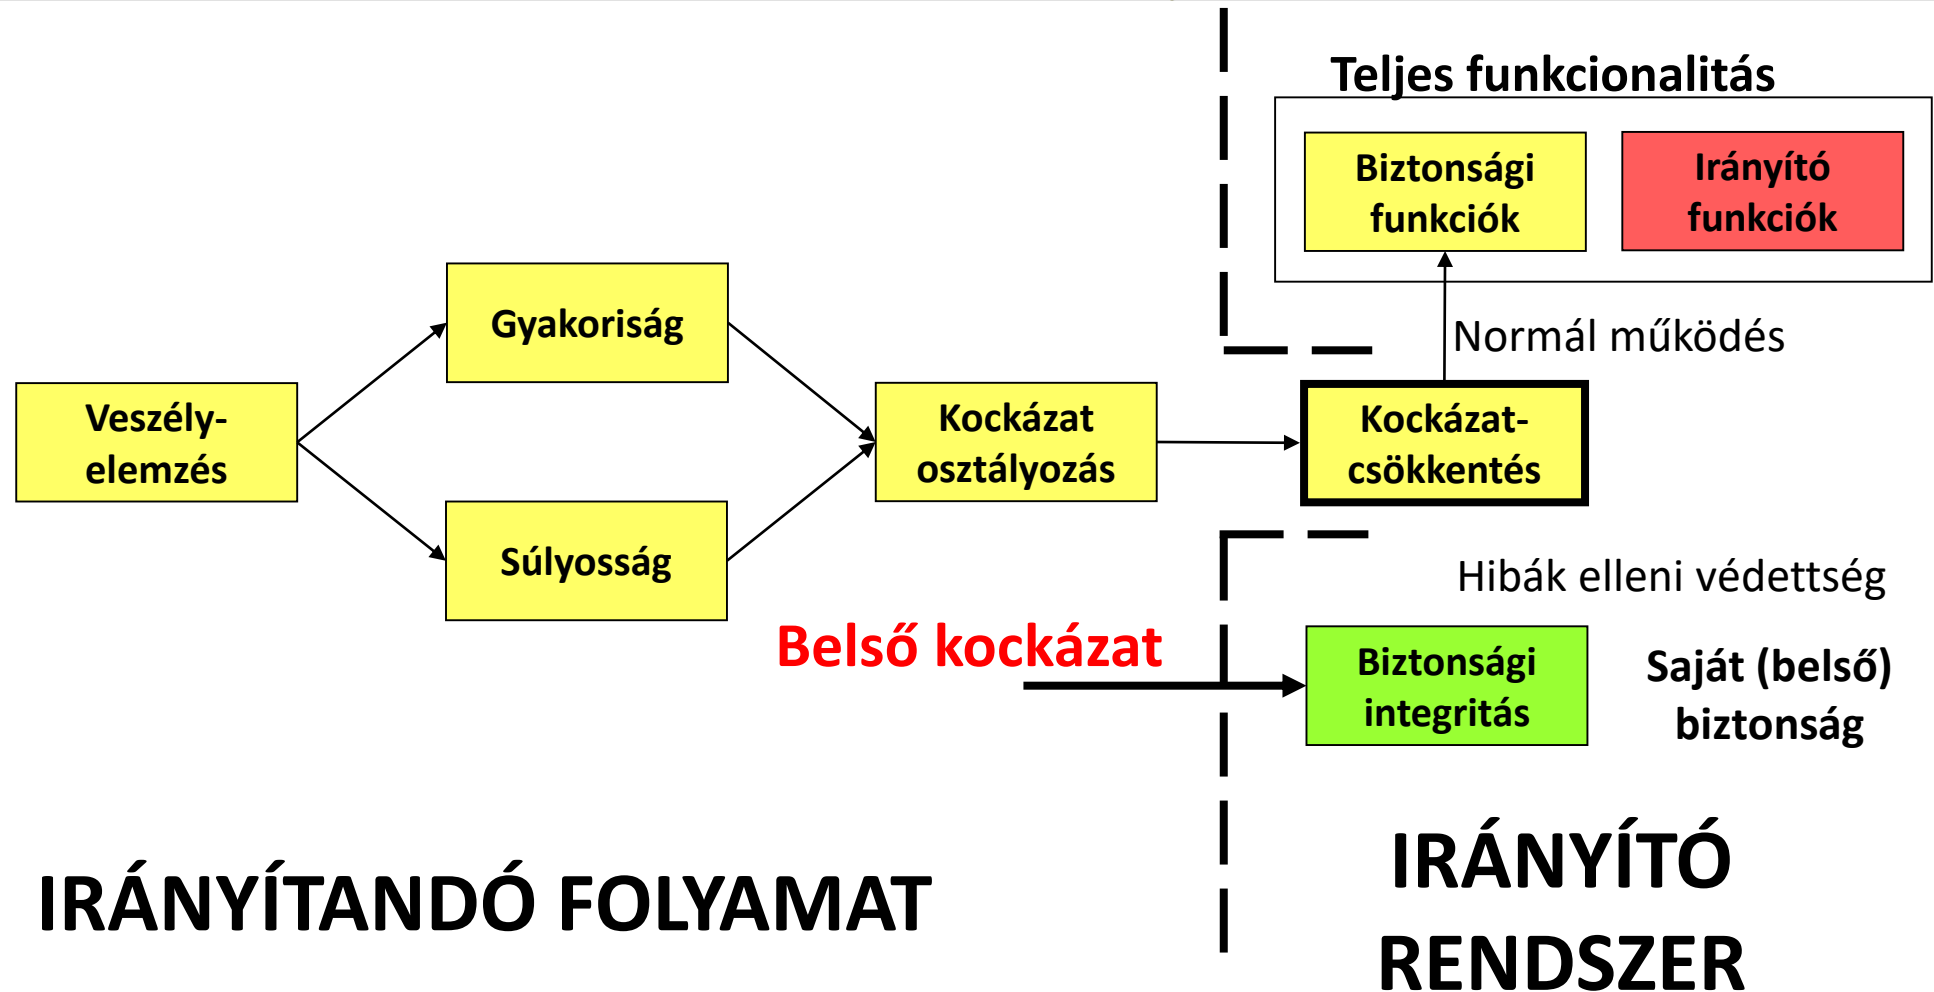 Teljes funkcionalitás
Biztonsági
funkciók
Irányító
funkciók
Normál működés
Gyakoriság
Veszély-
elemzés
Súlyosság
Kockázat
osztályozás
Kockázat-
csökkentés
Hibák elleni védettség
Belső kockázat
Biztonsági
integritás
Saját (belső)
biztonság
IRÁNYÍTANDÓ FOLYAMAT
IRÁNYÍTÓ
RENDSZER